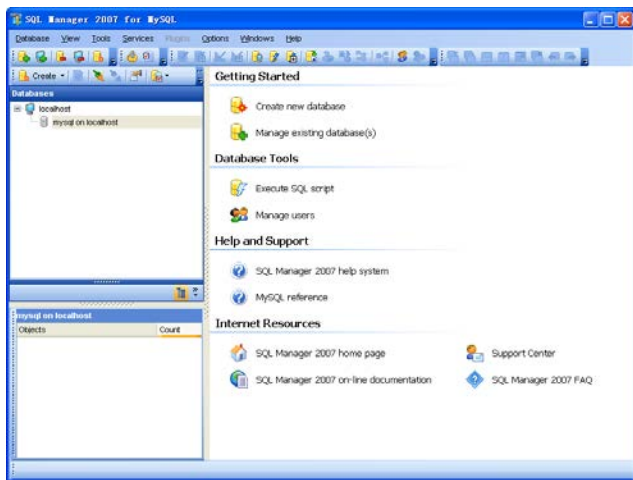 SQL Manager 2007 for MySQL
Database View Tools Services Plugins Options Windows Help
Create
Databases
localhost
mysql on localhost
mysql on localhost
Objects Count
Getting Started
Create new database
Manage existing database(s)
Database Tools
Execute SQL script
Manage users
Help and Support
SQL Manager 2007 help system
MySQL reference
Internet Resources
SQL Manager 2007 home page
Support Center
SQL Manager 2007 on-line documentation
SQL Manager 2007 FAQ